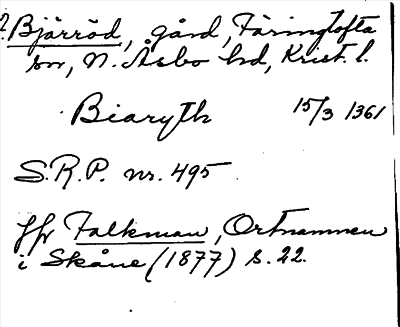 Bjärröd, gård, Färingtofta
sn, N. Åsbo hd, Krist. l.
Biaryth 15/3 1361
S.R.P. nr. 495
Jfr Falkman, Ortnamnen
i Skåne (1877) s. 22.